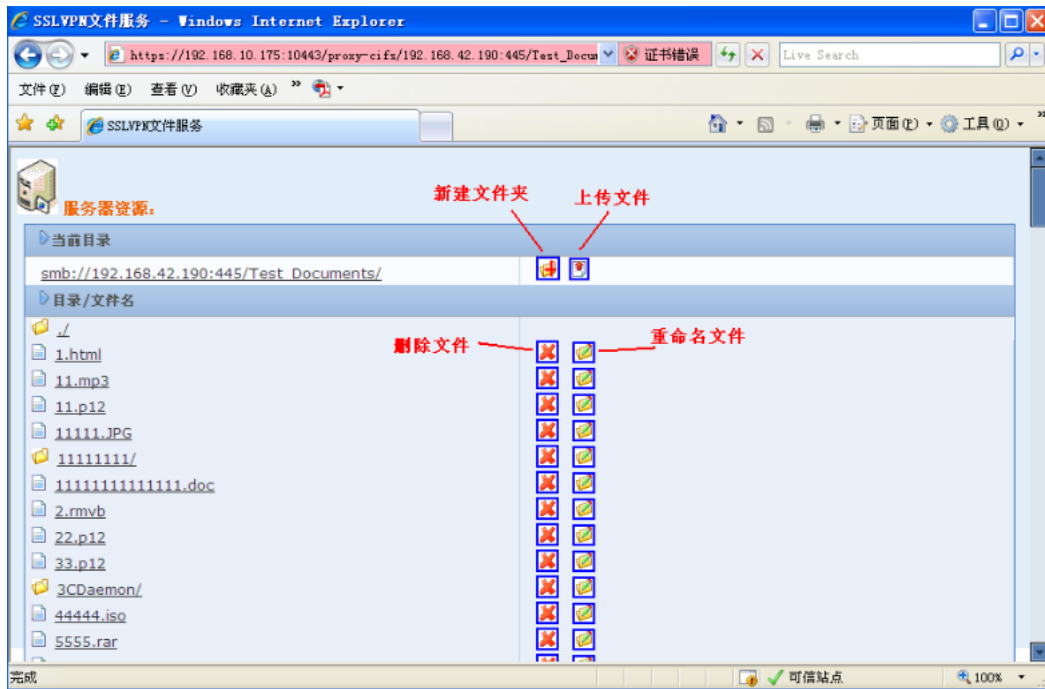 SSLVPN文件服务 - Windows Internet Explorer
https://192.168.10.175:10443/proxy-cifs/192.168.42.190:445/Test_Docum 证书错误 Live Search
文件(F) 编辑(E) 查看(V) 收藏夹(A) »
SSLVPN文件服务 页面(P) 工具(O) »
新建文件夹 上传文件
服务器资源:
当前目录
smb://192.168.42.190:445/Test_Documents/
目录/文件名
./
删除文件 重命名文件
1.html
11.mp3
11.p12
11111.JPG
11111111/
11111111111111.doc
2.rmvb
22.p12
33.p12
3CDaemon/
44444.iso
5555.rar
完成 可信站点 100%